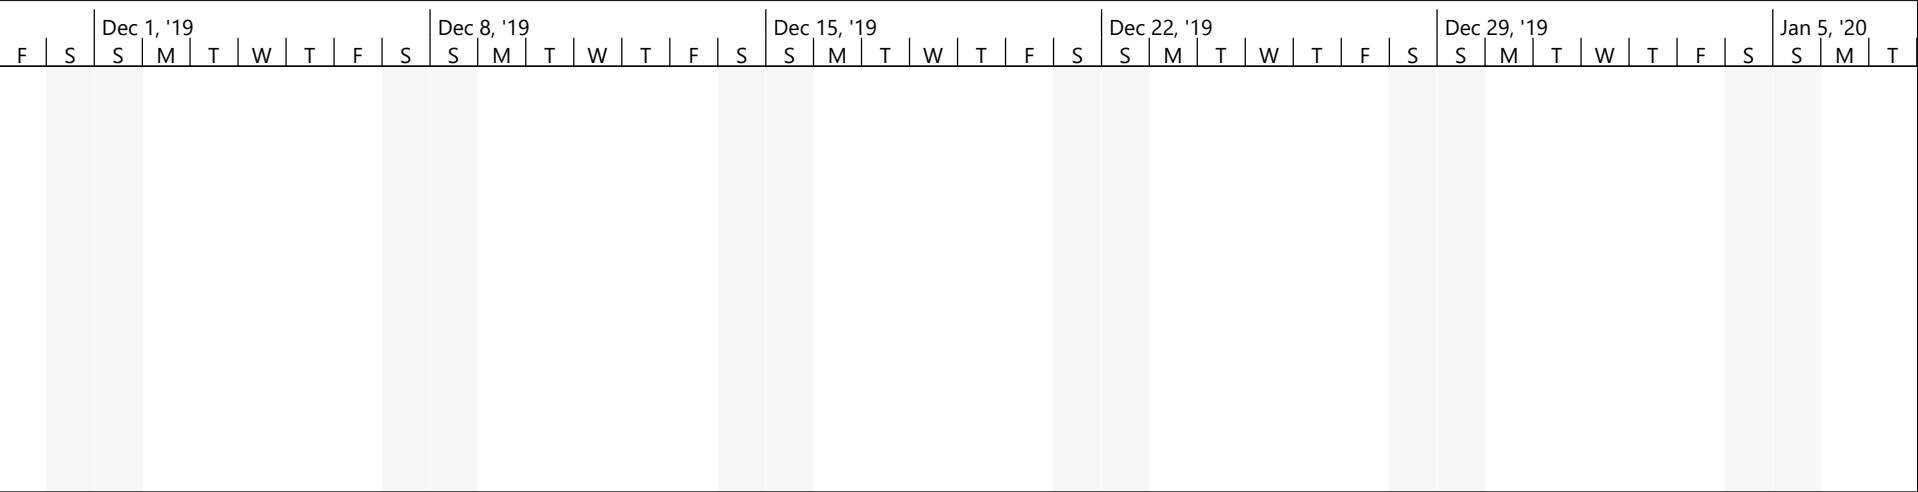 Dec 1, '19 Dec 8, '19 Dec 15, '19 Dec 22, '19 Dec 29, '19 Jan 5, '20
F S S M T W T F S S M T W T F S S M T W T F S S M T W T F S S M T W T F S S M T